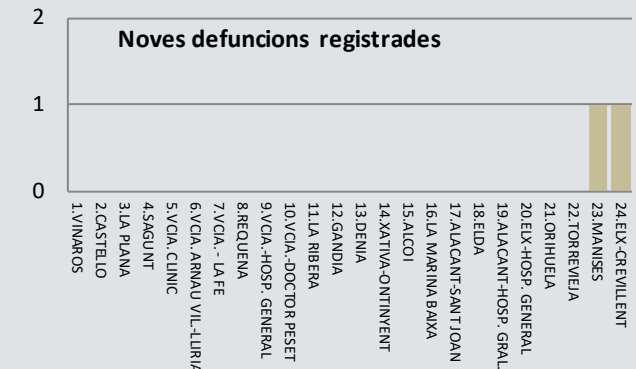 Noves defuncions registrades
2
1
0
1.VINAROS
2.CASTELLO
3.LA PLANA
4.SAGUNT
5.VCIA. CLINIC
6.VCIA. ARNAU VIL.-LLIRIA
7.VCIA. - LA FE
8.REQUENA
9.VCIA.-HOSP. GENERAL
10.VCIA.-DOCTOR PESET
11.LA RIBERA
12.GANDIA
13.DENIA
14.XATIVA-ONTINYENT
15.ALCOI
16.LA MARINA BAIXA
17.ALACANT-SANT JOAN
18.ELDA
19.ALACANT-HOSP. GRAL.
20.ELX-HOSP. GENERAL
21.ORIHUELA
22.TORREVIEJA
23.MANISES
24.ELX-CREVILLENT